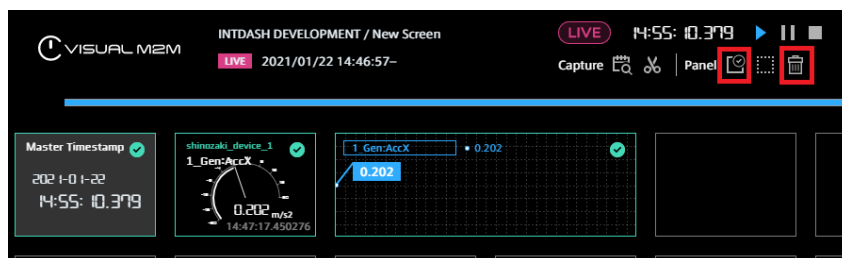 VISUAL M2M
INTDASH DEVELOPMENT / New Screen
LIVE 2021/01/22 14:46:57–
LIVE 14:55: 10.379
Capture Panel
Master Timestamp
2021-01-22
14:55: 10.379
shinozaki_device_1
1_Gen:AccX
0.202 m/s2
14:47:17.450276
1_Gen:AccX 0.202
0.202